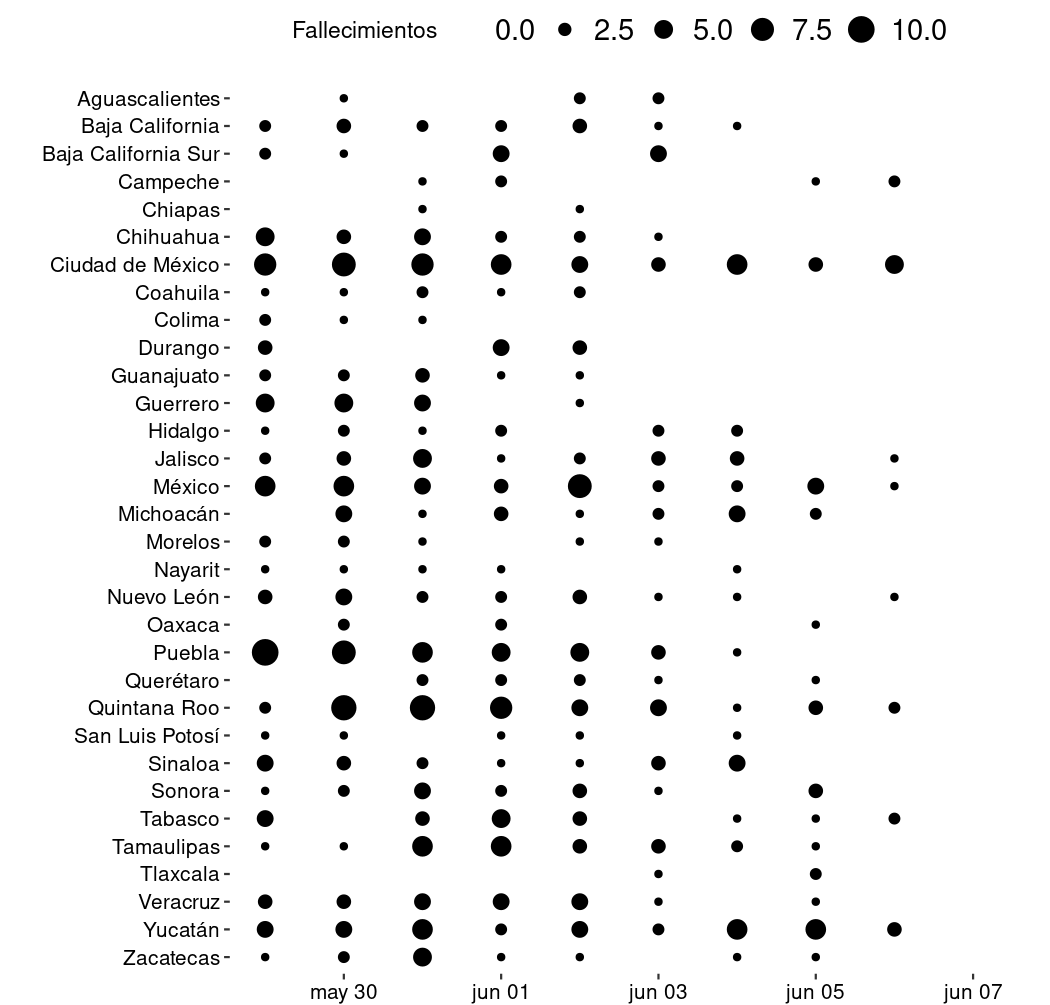 Fallecimientos 0.0 2.5 5.0 7.5 10.0
Aguascalientes
Baja California
Baja California Sur
Campeche
Chiapas
Chihuahua
Ciudad de México
Coahuila
Colima
Durango
Guanajuato
Guerrero
Hidalgo
Jalisco
México
Michoacán
Morelos
Nayarit
Nuevo León
Oaxaca
Puebla
Querétaro
Quintana Roo
San Luis Potosí
Sinaloa
Sonora
Tabasco
Tamaulipas
Tlaxcala
Veracruz
Yucatán
Zacatecas
may 30 jun 01 jun 03 jun 05 jun 07